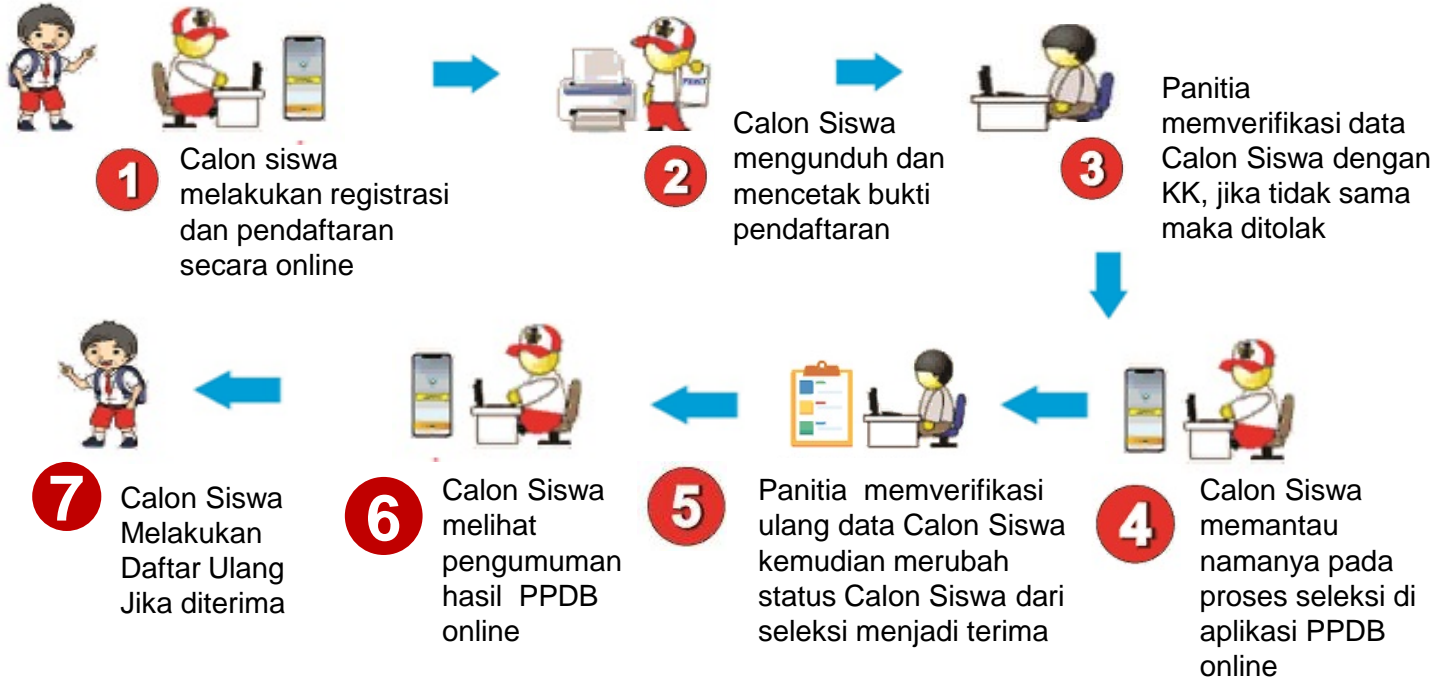 PRINT
1
Calon siswa
melakukan registrasi
dan pendaftaran
secara online
2
Calon Siswa
mengunduh dan
mencetak bukti
pendaftaran
3
Panitia
memverifikasi data
Calon Siswa dengan
KK, jika tidak sama
maka ditolak
4
Calon Siswa
memantau
namanya pada
proses seleksi di
aplikasi PPDB
online
5
Panitia memverifikasi
ulang data Calon Siswa
kemudian merubah
status Calon Siswa dari
seleksi menjadi terima
6
Calon Siswa
melihat
pengumuman
hasil PPDB
online
7
Calon Siswa
Melakukan
Daftar Ulang
Jika diterima